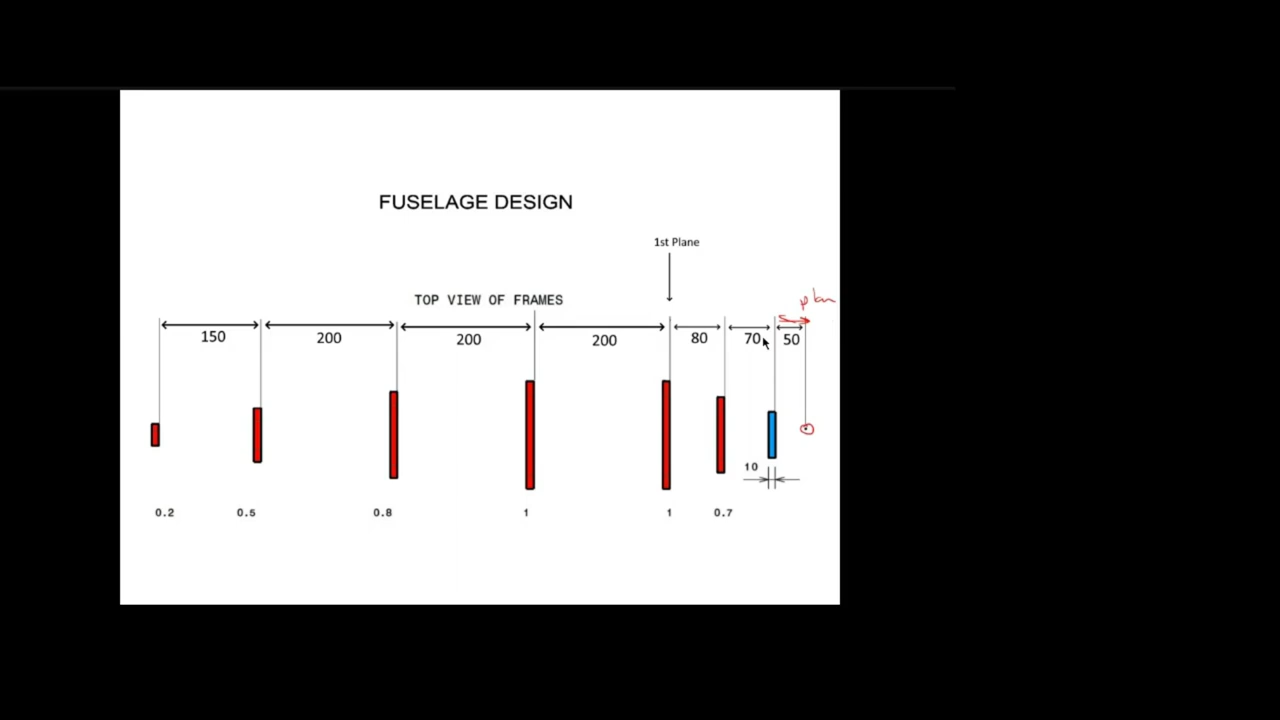 FUSELAGE DESIGN
1st Plane
TOP VIEW OF FRAMES
plan
150 200 200 200 80 70 50
10
0.2 0.5 0.8 1 1 0.7